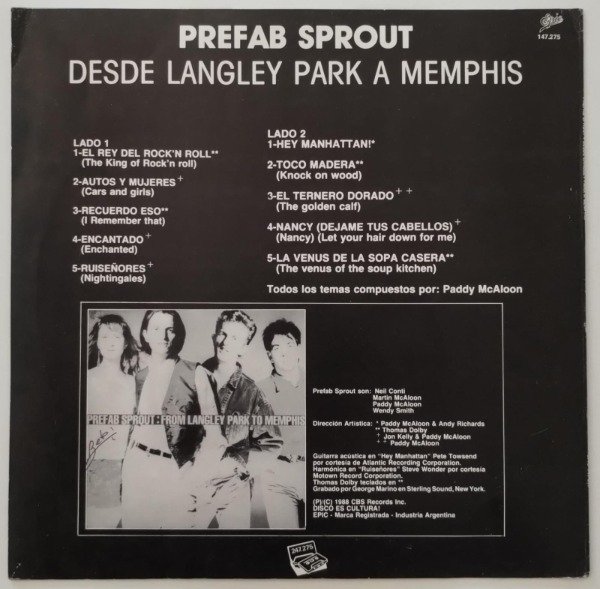 Epic
147.275
PREFAB SPROUT
DESDE LANGLEY PARK A MEMPHIS
LADO 1
1-EL REY DEL ROCK'N ROLL**
(The King of Rock'n roll)
2-AUTOS Y MUJERES+
(Cars and girls)
3-RECUERDO ESO**
(I Remember that)
4-ENCANTADO+
(Enchanted)
5-RUISEÑORES+
(Nightingales)
LADO 2
1-HEY MANHATTAN!*
2-TOCO MADERA**
(Knock on wood)
3-EL TERNERO DORADO++
(The golden calf)
4-NANCY (DEJAME TUS CABELLOS)+
(Nancy) (Let your hair down for me)
5-LA VENUS DE LA SOPA CASERA**
(The venus of the soup kitchen)
Todos los temas compuestos por: Paddy McAloon
PREFAB SPROUT : FROM LANGLEY PARK TO MEMPHIS
Prefab Sprout son: Neil Conti
Martin McAloon
Paddy McAloon
Wendy Smith
Dirección Artística: * Paddy McAloon & Andy Richards
** Thomas Dolby
+ Jon Kelly & Paddy McAloon
++ Paddy McAloon
Guitarra acústica en "Hey Manhattan" Pete Towsend
por cortesía de Atlantic Recording Corporation.
Harmónica en "Ruiseñores" Steve Wonder por cortesía
Motown Record Corporation.
Thomas Dolby teclados en **
Grabado por George Marino en Sterling Sound, New York.
(P) (C) 1988 CBS Records Inc.
DISCO ES CULTURA!
EPIC - Marca Registrada - Industria Argentina
247.275